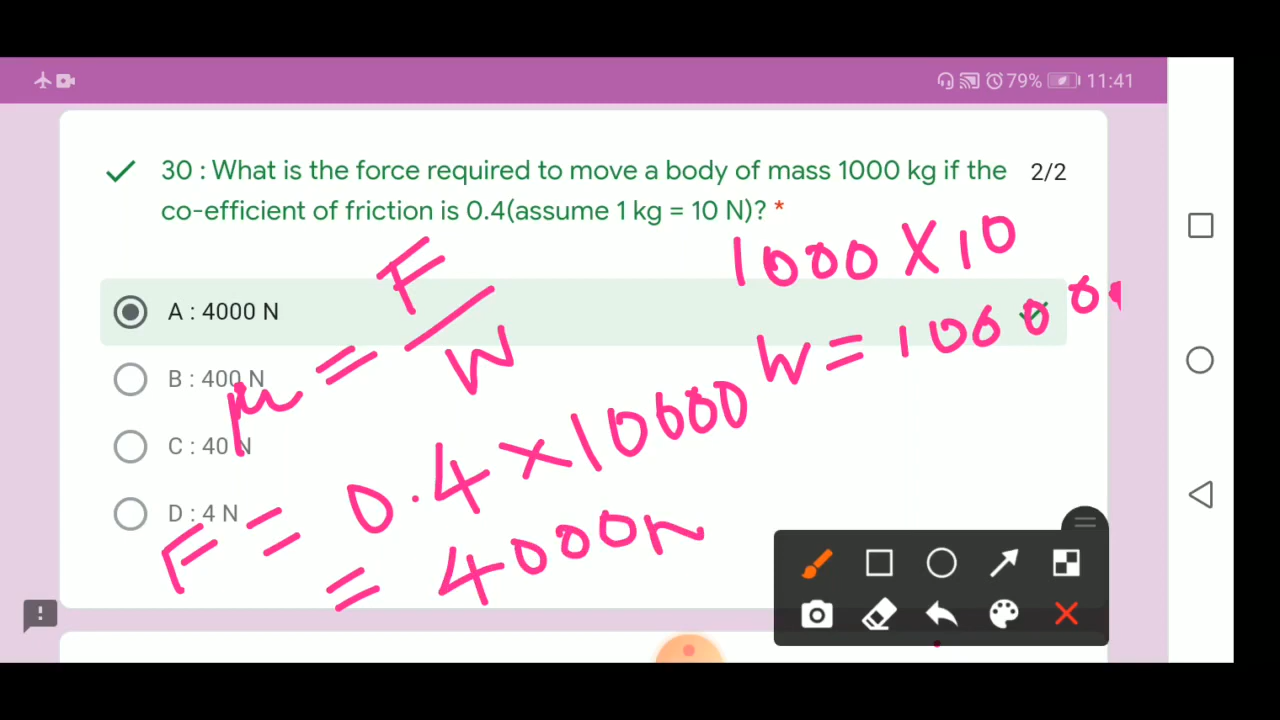 79% 11:41
30 : What is the force required to move a body of mass 1000 kg if the 2/2
co-efficient of friction is 0.4(assume 1 kg = 10 N)? *
1000 X 10
A : 4000 N
W = 10000
B : 400 N
μ = F/W
C : 40 N
D : 4 N
F = 0.4 x 10000
= 4000N